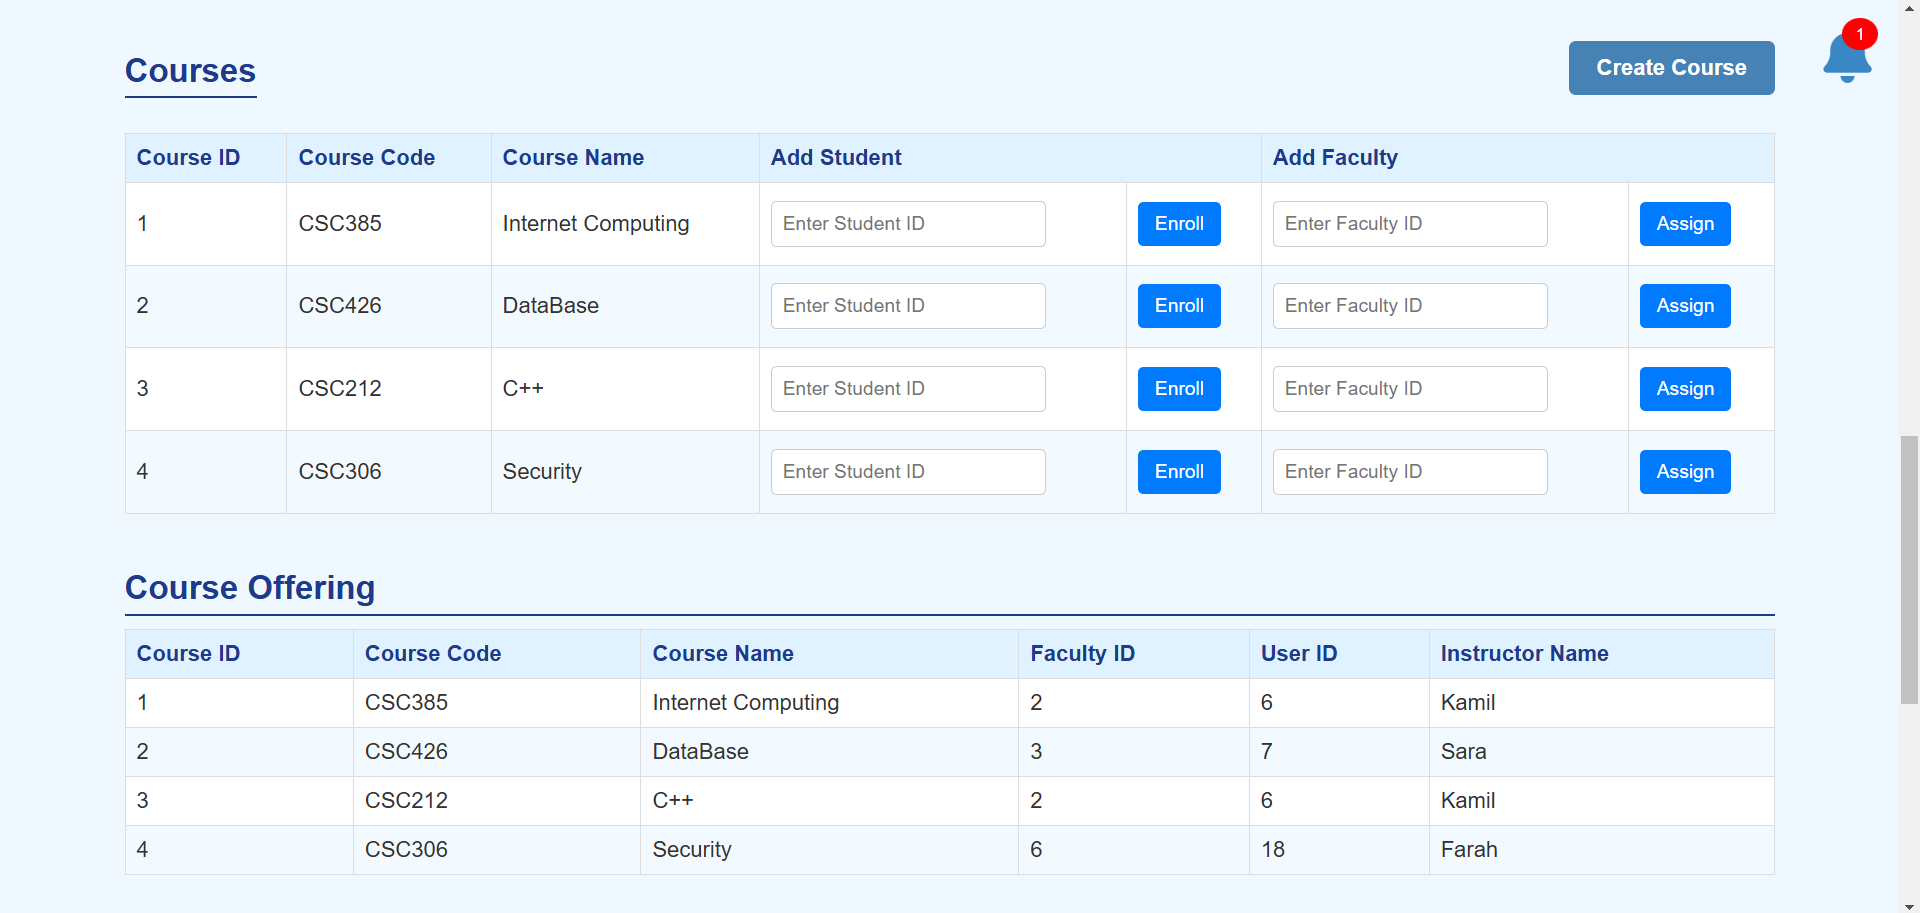 1
Courses
Create Course
Course ID Course Code Course Name Add Student Add Faculty
1 CSC385 Internet Computing Enter Student ID Enroll Enter Faculty ID Assign
2 CSC426 DataBase Enter Student ID Enroll Enter Faculty ID Assign
3 CSC212 C++ Enter Student ID Enroll Enter Faculty ID Assign
4 CSC306 Security Enter Student ID Enroll Enter Faculty ID Assign
Course Offering
Course ID Course Code Course Name Faculty ID User ID Instructor Name
1 CSC385 Internet Computing 2 6 Kamil
2 CSC426 DataBase 3 7 Sara
3 CSC212 C++ 2 6 Kamil
4 CSC306 Security 6 18 Farah